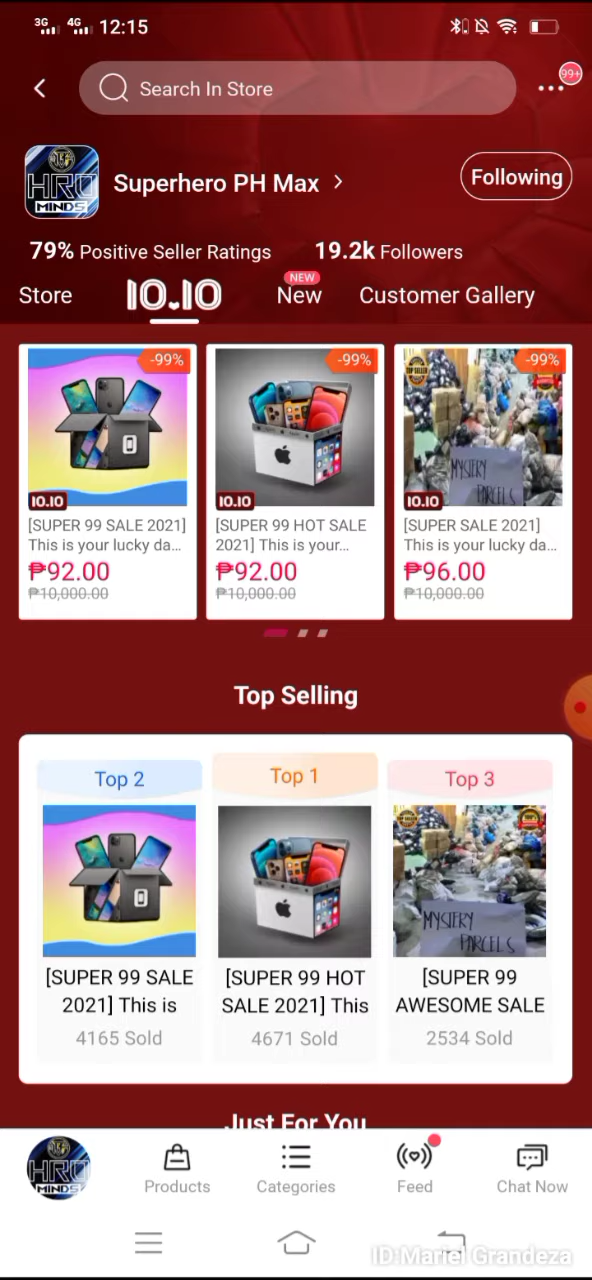 3G 4G 12:15
Search In Store
99+
HRO
MINDS
Superhero PH Max
Following
79% Positive Seller Ratings 19.2k Followers
NEW
Store 10.10 New Customer Gallery
-99% -99% TOP SELLER -99%
MYSTERY
PARCELS
10.10 10.10 10.10
[SUPER 99 SALE 2021] [SUPER 99 HOT SALE [SUPER SALE 2021]
This is your lucky da... 2021] This is your... This is your lucky da...
₱92.00 ₱92.00 ₱96.00
₱10,000.00 ₱10,000.00 ₱10,000.00
Top Selling
Top 2 Top 1 Top 3
MYSTERY
PARCELS
[SUPER 99 SALE [SUPER 99 HOT [SUPER 99
2021] This is SALE 2021] This AWESOME SALE
4165 Sold 4671 Sold 2534 Sold
Just For You
HRO
MINDS
Products Categories Feed Chat Now
ID:Mariel Grandeza